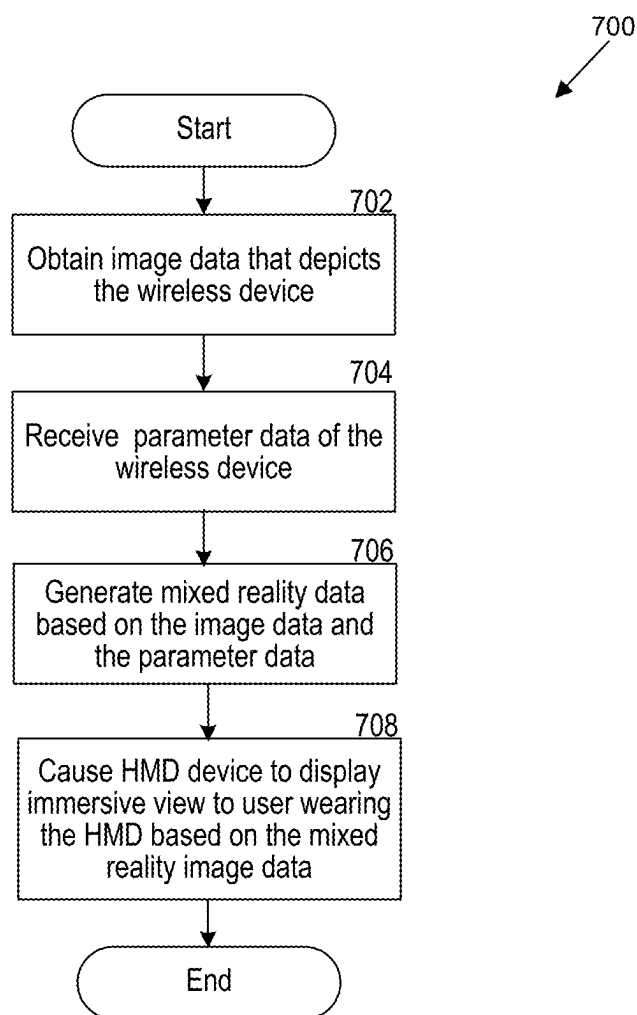 700
Start
702
Obtain image data that depicts
the wireless device
704
Receive parameter data of the
wireless device
706
Generate mixed reality data
based on the image data and
the parameter data
708
Cause HMD device to display
immersive view to user wearing
the HMD based on the mixed
reality image data
End